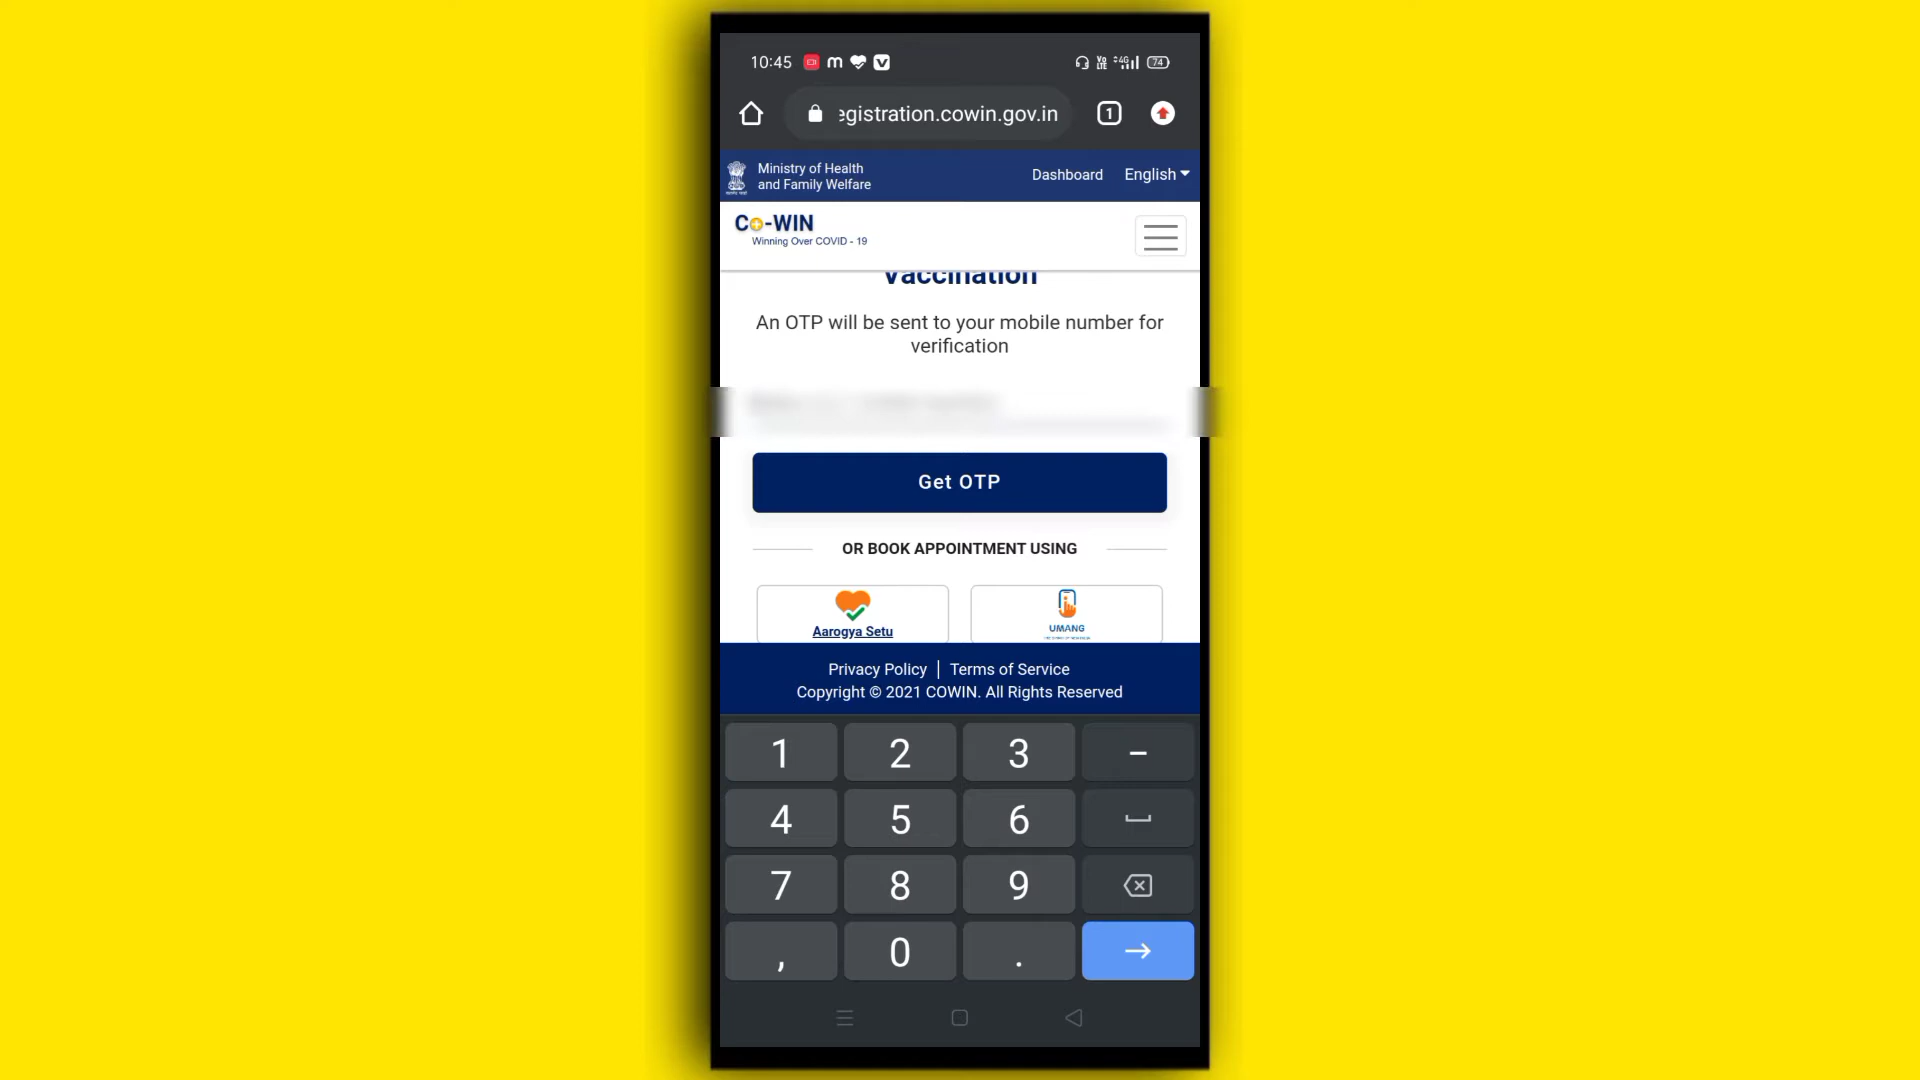 10:45 74
egistration.cowin.gov.in 1
Ministry of Health
and Family Welfare
Dashboard English
Co-WIN
Winning Over COVID - 19
Vaccination
An OTP will be sent to your mobile number for
verification
Get OTP
OR BOOK APPOINTMENT USING
Aarogya Setu
UMANG
Privacy Policy | Terms of Service
Copyright © 2021 COWIN. All Rights Reserved
1 2 3 –
4 5 6
7 8 9
, 0 .